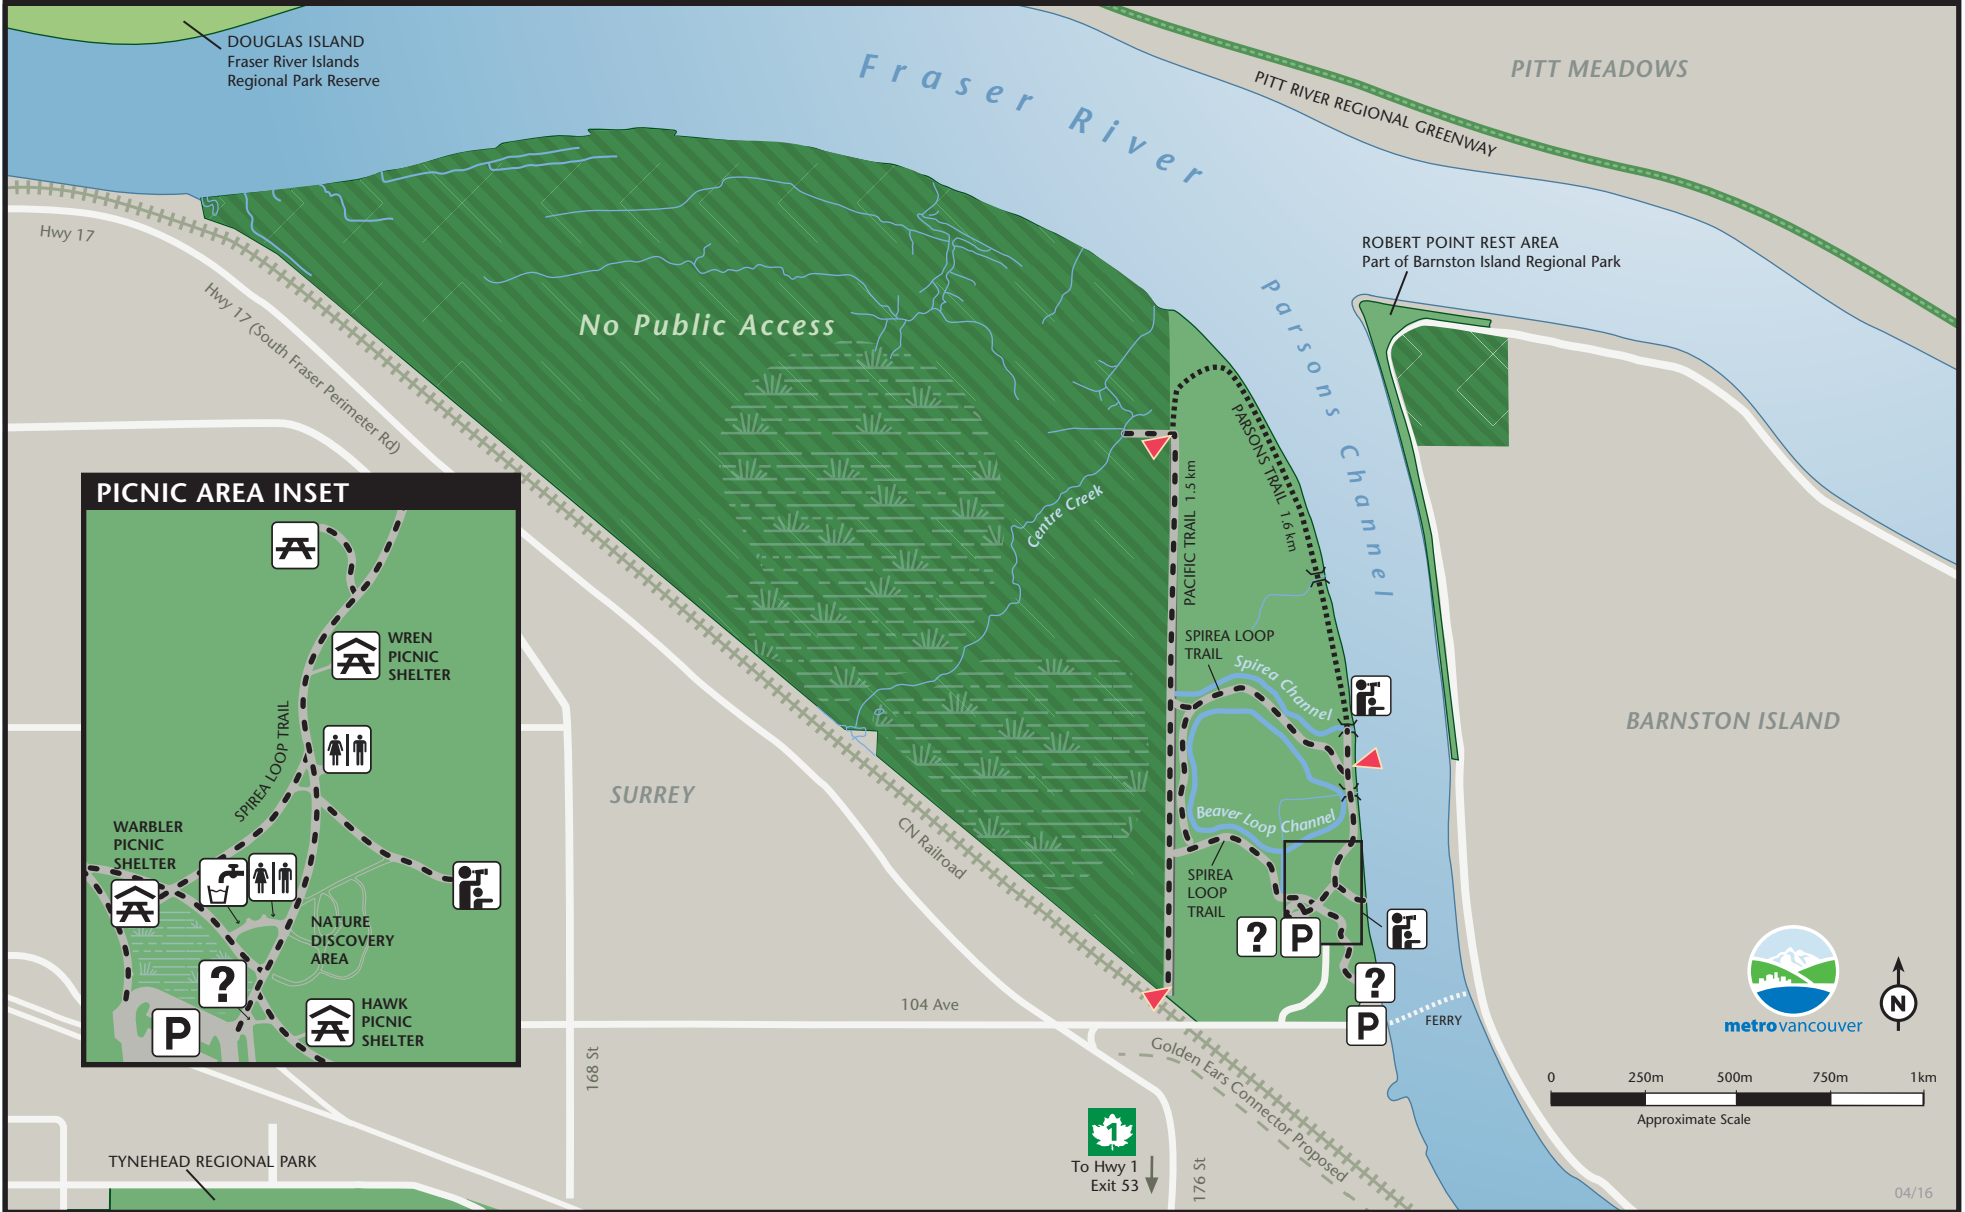 DOUGLAS ISLAND
Fraser River Islands
Regional Park Reserve
Fraser River
PITT MEADOWS
PITT RIVER REGIONAL GREENWAY
Hwy 17
Hwy 17 (South Fraser Perimeter Rd)
No Public Access
ROBERT POINT REST AREA
Part of Barnston Island Regional Park
Parsons Channel
PARSONS TRAIL 1.6 km
PACIFIC TRAIL 1.5 km
Centre Creek
SPIREA LOOP
TRAIL
Spirea Channel
Beaver Loop Channel
SPIREA
LOOP
TRAIL
BARNSTON ISLAND
SURREY
CN Railroad
PICNIC AREA INSET
WREN
PICNIC
SHELTER
SPIREA LOOP TRAIL
WARBLER
PICNIC
SHELTER
NATURE
DISCOVERY
AREA
?
HAWK
PICNIC
SHELTER
P
? P
?
P
FERRY
104 Ave
168 St
Golden Ears Connector Proposed
1
To Hwy 1
Exit 53
176 St
TYNEHEAD REGIONAL PARK
metrovancouver
N
0 250m 500m 750m 1km
Approximate Scale
04/16